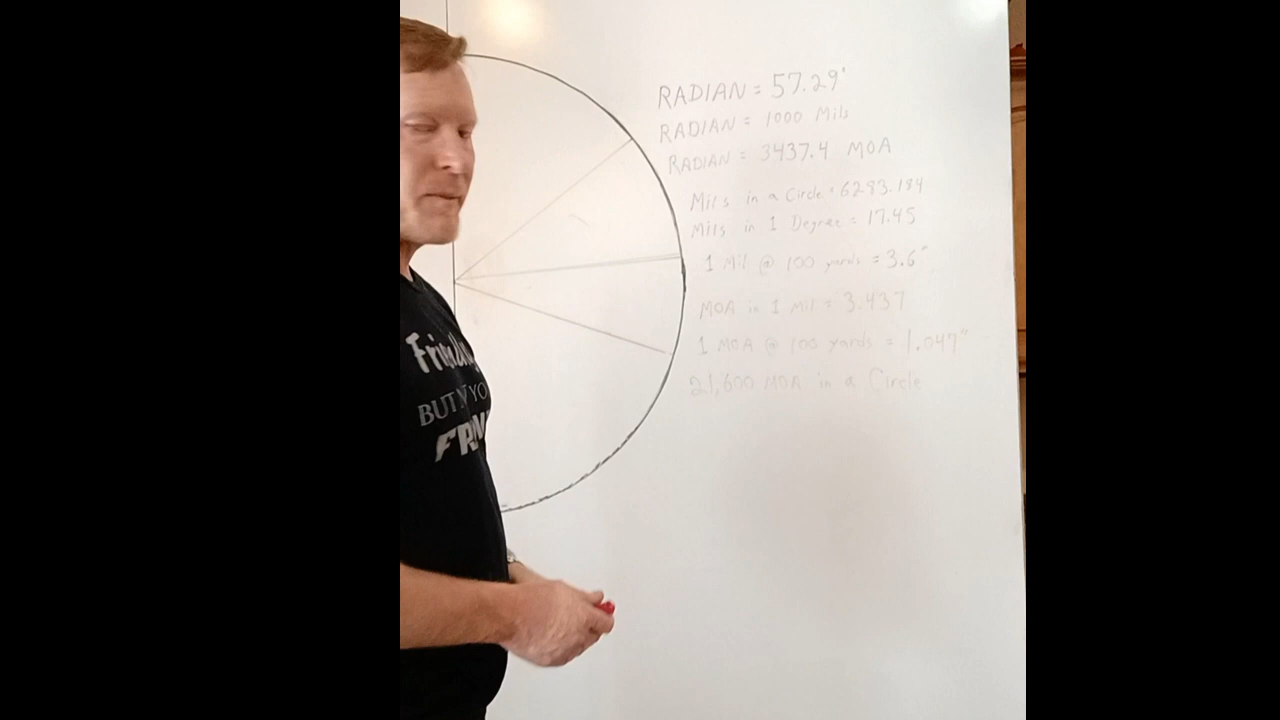 RADIAN = 57.29°
RADIAN = 1000 Mils
RADIAN = 3437.4 MOA
Mils in a Circle = 6283.184
Mils in 1 Degree = 17.45
1 Mil @ 100 yards = 3.6"
MOA in 1 Mil = 3.437
1 MOA @ 100 yards = 1.047"
21,600 MOA in a Circle
BUT